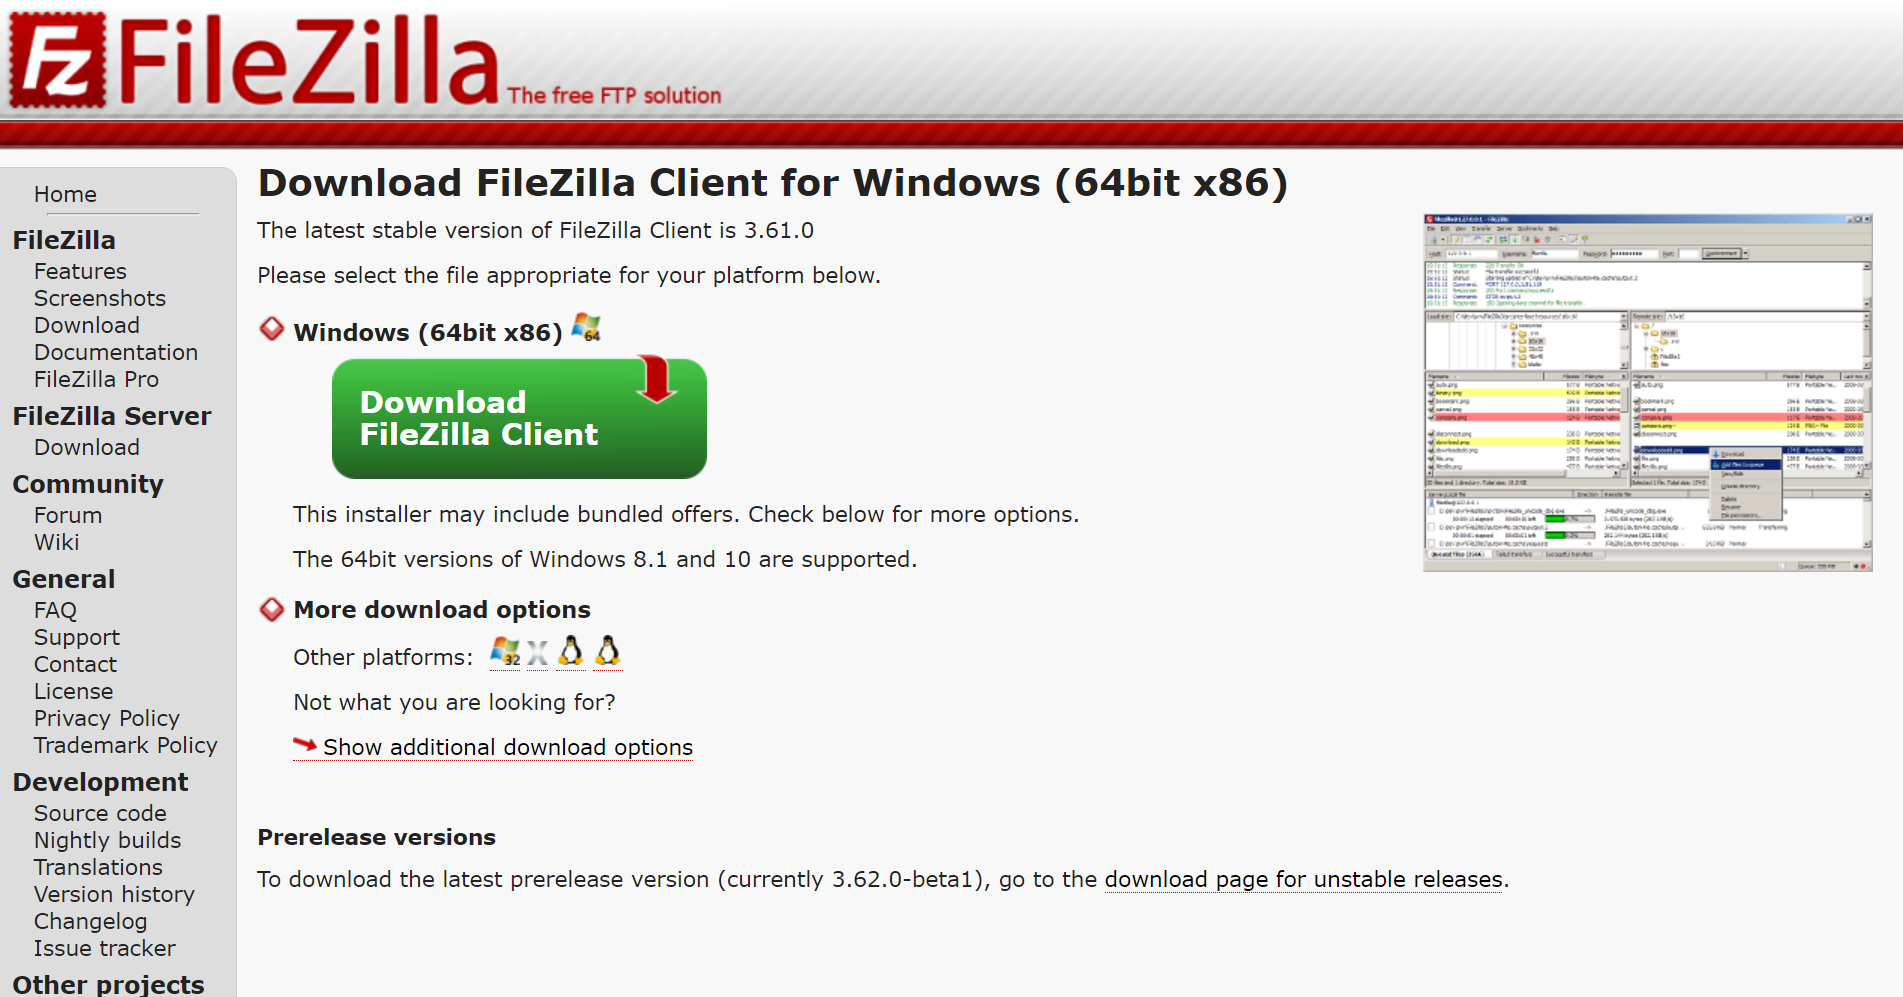 FileZilla
The free FTP solution
Home
FileZilla
Features
Screenshots
Download
Documentation
FileZilla Pro
FileZilla Server
Download
Community
Forum
Wiki
General
FAQ
Support
Contact
License
Privacy Policy
Trademark Policy
Development
Source code
Nightly builds
Translations
Version history
Changelog
Issue tracker
Other projects
Download FileZilla Client for Windows (64bit x86)
The latest stable version of FileZilla Client is 3.61.0
Please select the file appropriate for your platform below.
Windows (64bit x86) 64
Download
FileZilla Client
This installer may include bundled offers. Check below for more options.
The 64bit versions of Windows 8.1 and 10 are supported.
More download options
Other platforms: 32
Not what you are looking for?
Show additional download options
Prerelease versions
To download the latest prerelease version (currently 3.62.0-beta1), go to the download page for unstable releases.